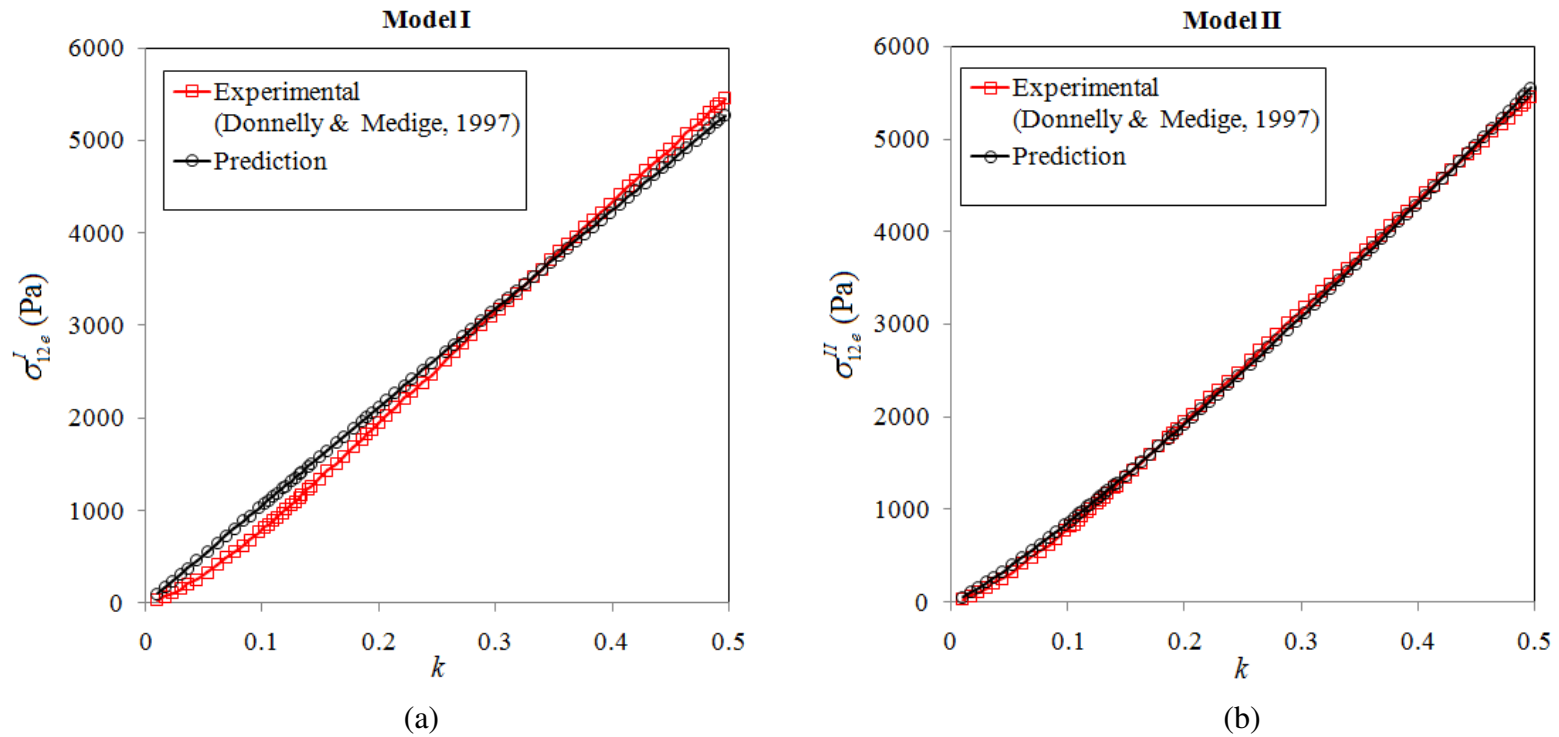 Model I
6000
5000
4000
3000
2000
1000
0
σ^I_12e (Pa)
Experimental
(Donnelly & Medige, 1997)
Prediction
0 0.1 0.2 0.3 0.4 0.5
k
(a)
Model II
6000
5000
4000
3000
2000
1000
0
σ^II_12e (Pa)
Experimental
(Donnelly & Medige, 1997)
Prediction
0 0.1 0.2 0.3 0.4 0.5
k
(b)